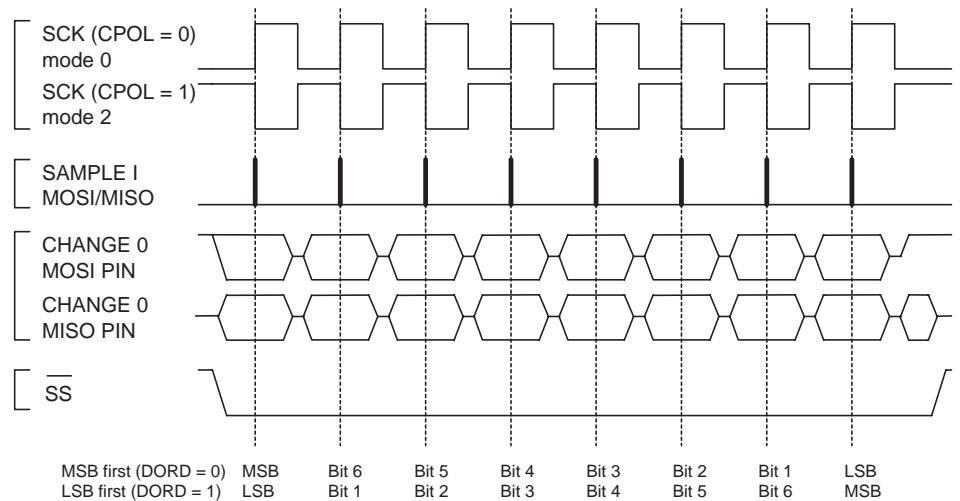 SCK (CPOL = 0)
mode 0
SCK (CPOL = 1)
mode 2
SAMPLE I
MOSI/MISO
CHANGE 0
MOSI PIN
CHANGE 0
MISO PIN
SS
MSB first (DORD = 0) MSB Bit 6 Bit 5 Bit 4 Bit 3 Bit 2 Bit 1 LSB
LSB first (DORD = 1) LSB Bit 1 Bit 2 Bit 3 Bit 4 Bit 5 Bit 6 MSB